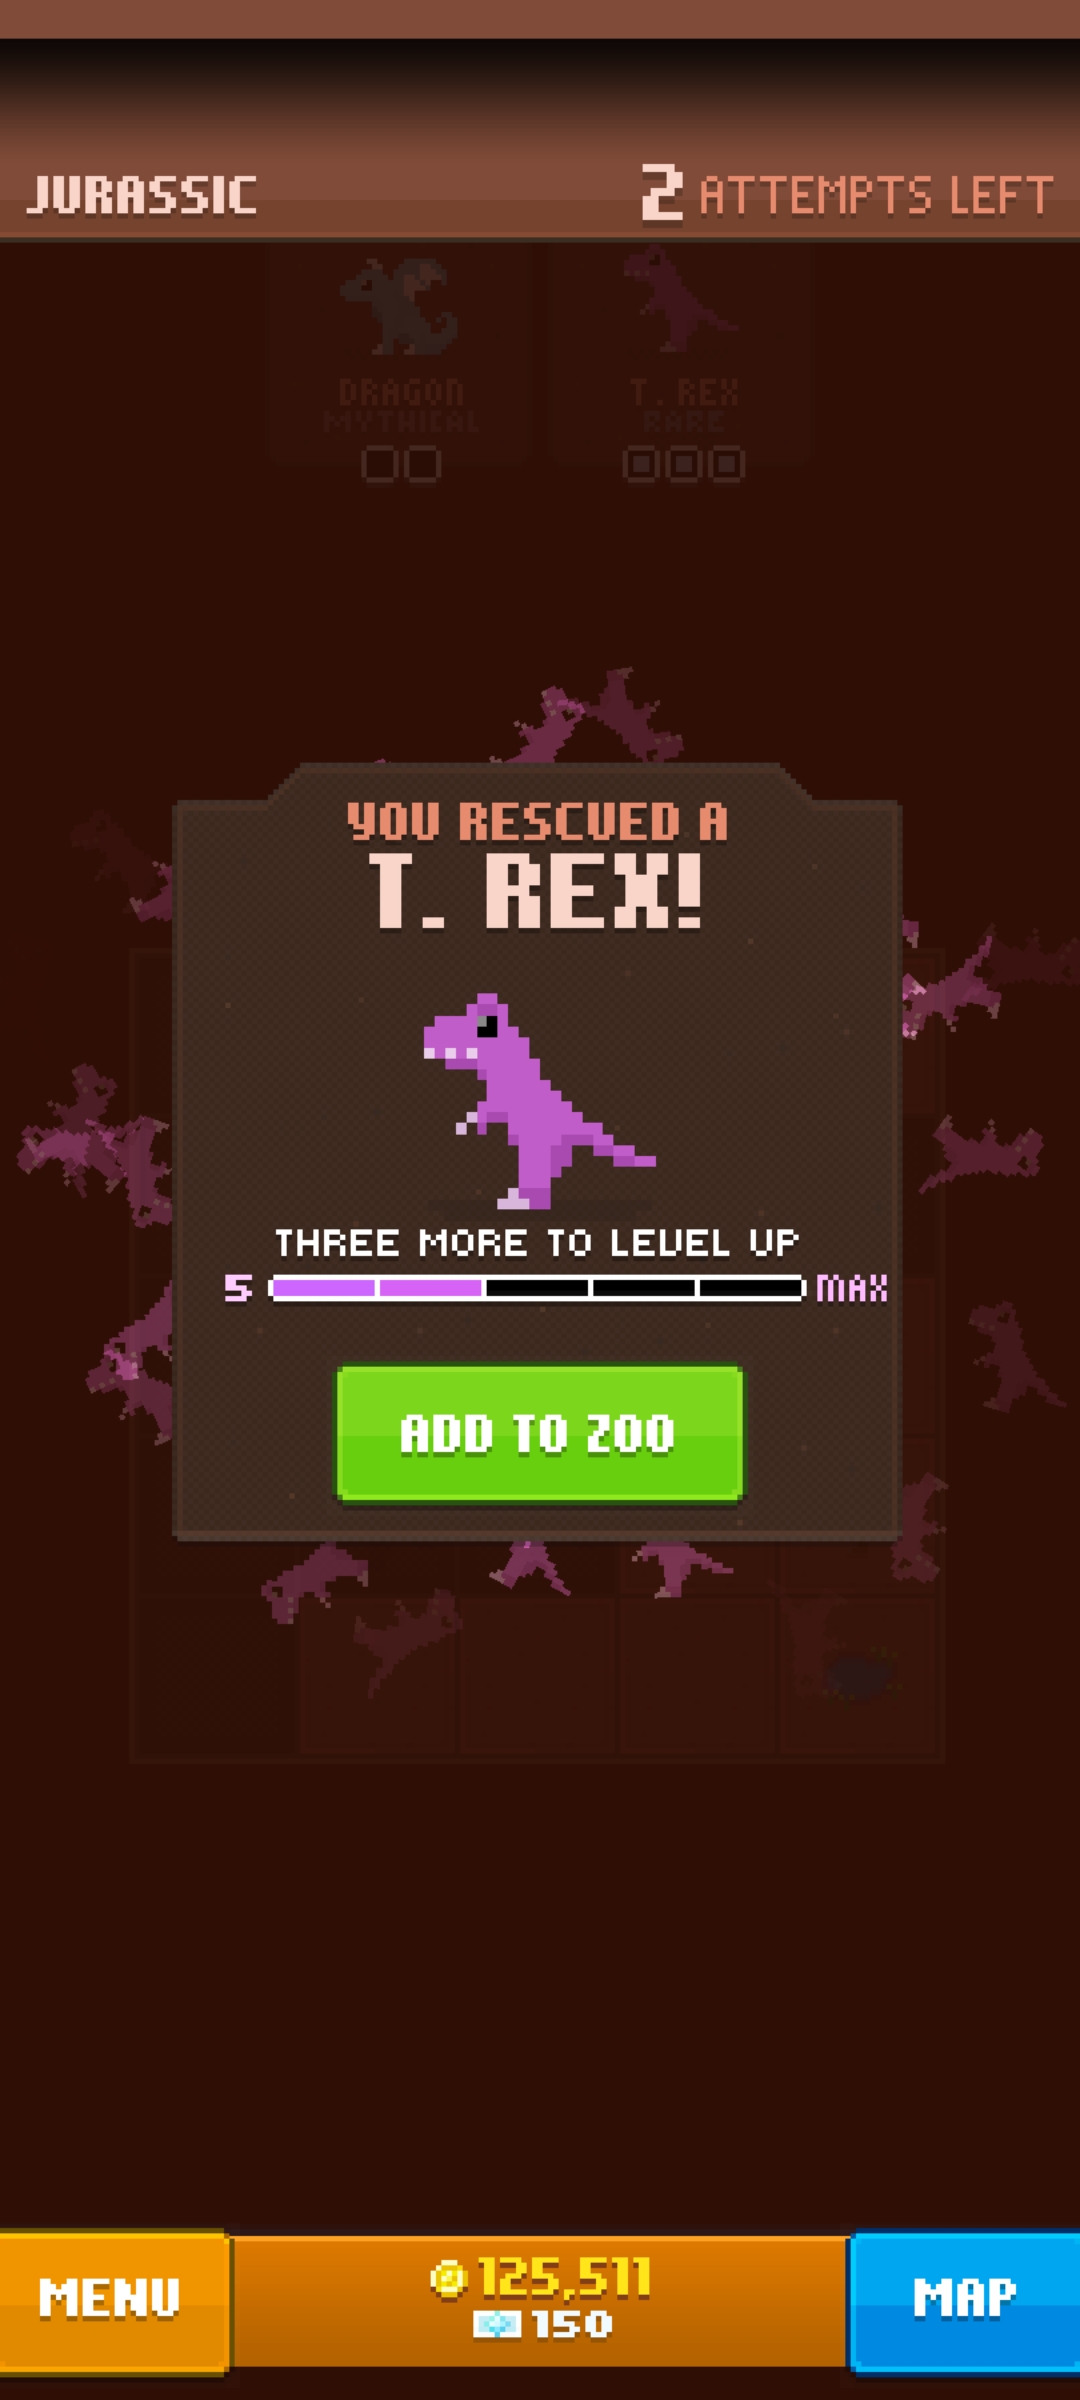 JURASSIC
2 ATTEMPTS LEFT
DRAGON
MYTHICAL
T. REX
RARE
YOU RESCUED A
T. REX!
THREE MORE TO LEVEL UP
5 MAX
ADD TO ZOO
MENU
125,511
150
MAP